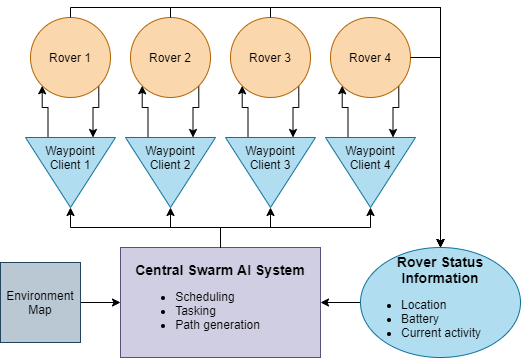 Rover 1
Rover 2
Rover 3
Rover 4
Waypoint
Client 1
Waypoint
Client 2
Waypoint
Client 3
Waypoint
Client 4
Environment
Map
Central Swarm AI System
• Scheduling
• Tasking
• Path generation
Rover Status
Information
• Location
• Battery
• Current activity